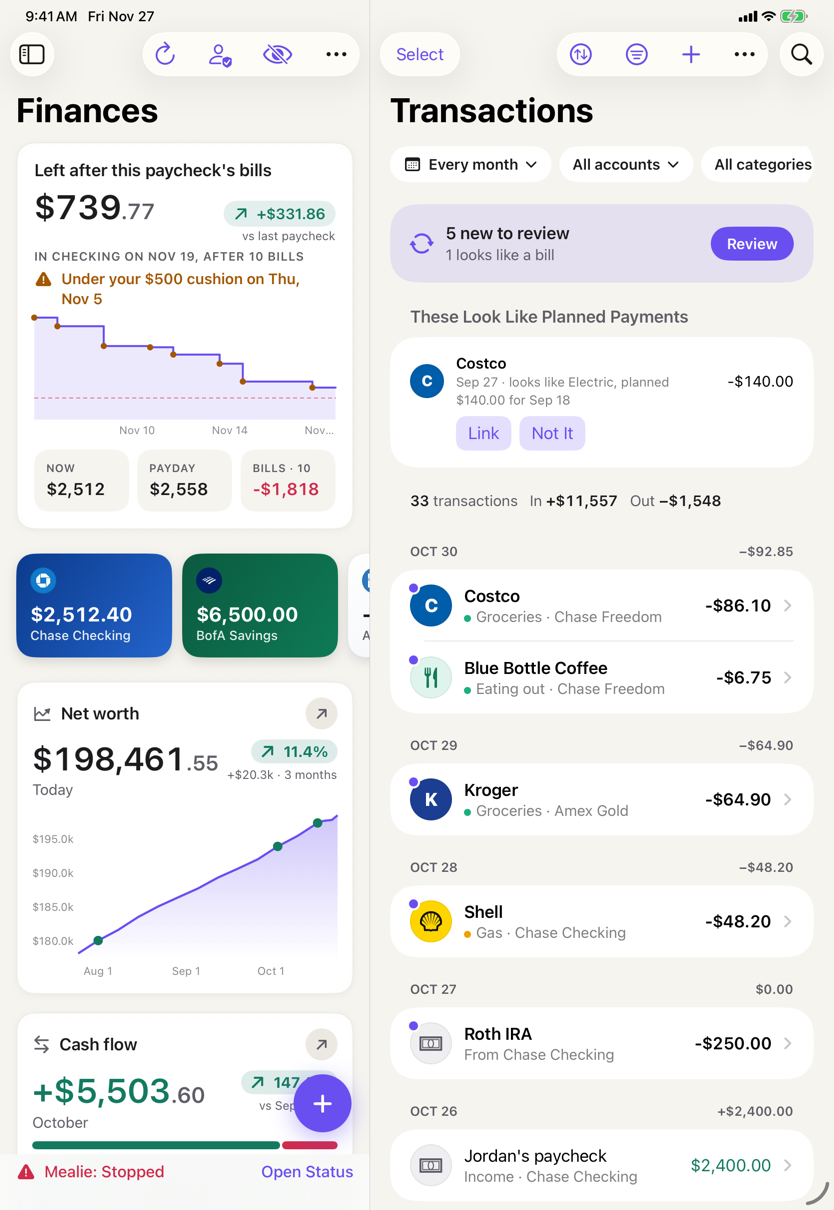 9:41 AM Fri Nov 27
Finances
Left after this paycheck's bills
$739.77
+$331.86
vs last paycheck
IN CHECKING ON NOV 19, AFTER 10 BILLS
Under your $500 cushion on Thu,
Nov 5
Nov 10 Nov 14 Nov...
NOW PAYDAY BILLS · 10
$2,512 $2,558 -$1,818
$2,512.40 $6,500.00
Chase Checking BofA Savings
Net worth
$198,461.55
11.4%
+$20.3k · 3 months
Today
$195.0k
$190.0k
$185.0k
$180.0k
Aug 1 Sep 1 Oct 1
Cash flow
+$5,503.60
147
vs Sep
October
Mealie: Stopped Open Status
Select
Transactions
Every month All accounts All categories
5 new to review
1 looks like a bill
Review
These Look Like Planned Payments
C
Costco
Sep 27 · looks like Electric, planned
$140.00 for Sep 18
-$140.00
Link Not It
33 transactions In +$11,557 Out −$1,548
OCT 30 −$92.85
C
Costco -$86.10
Groceries · Chase Freedom
Blue Bottle Coffee -$6.75
Eating out · Chase Freedom
OCT 29 −$64.90
K
Kroger -$64.90
Groceries · Amex Gold
OCT 28 −$48.20
Shell -$48.20
Gas · Chase Checking
OCT 27 $0.00
Roth IRA -$250.00
From Chase Checking
OCT 26 +$2,400.00
Jordan's paycheck $2,400.00
Income · Chase Checking